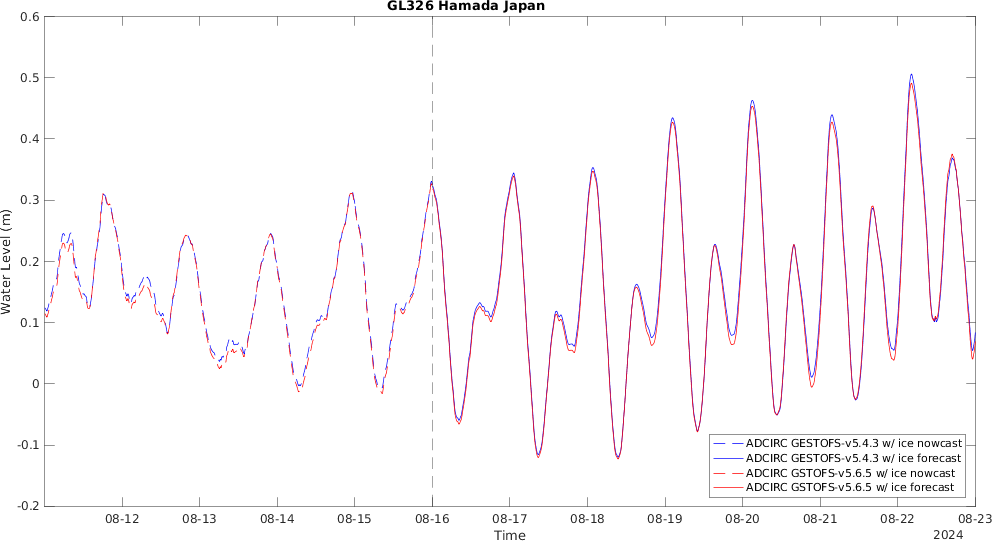 GL326 Hamada Japan
0.6
0.5
0.4
0.3
0.2
0.1
0
-0.1
-0.2
Water Level (m)
ADCIRC GESTOFS-v5.4.3 w/ ice nowcast
ADCIRC GESTOFS-v5.4.3 w/ ice forecast
ADCIRC GSTOFS-v5.6.5 w/ ice nowcast
ADCIRC GSTOFS-v5.6.5 w/ ice forecast
08-12 08-13 08-14 08-15 08-16 08-17 08-18 08-19 08-20 08-21 08-22 08-23
Time
2024